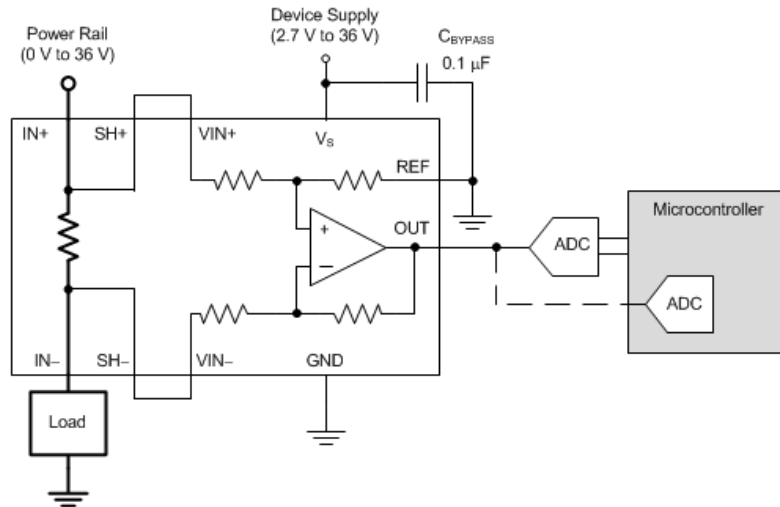 Power Rail
(0 V to 36 V)
Device Supply
(2.7 V to 36 V)
CBYPASS
0.1 µF
IN+
SH+
VIN+
VS
REF
OUT
+
−
ADC
Microcontroller
ADC
IN−
SH−
VIN−
GND
Load